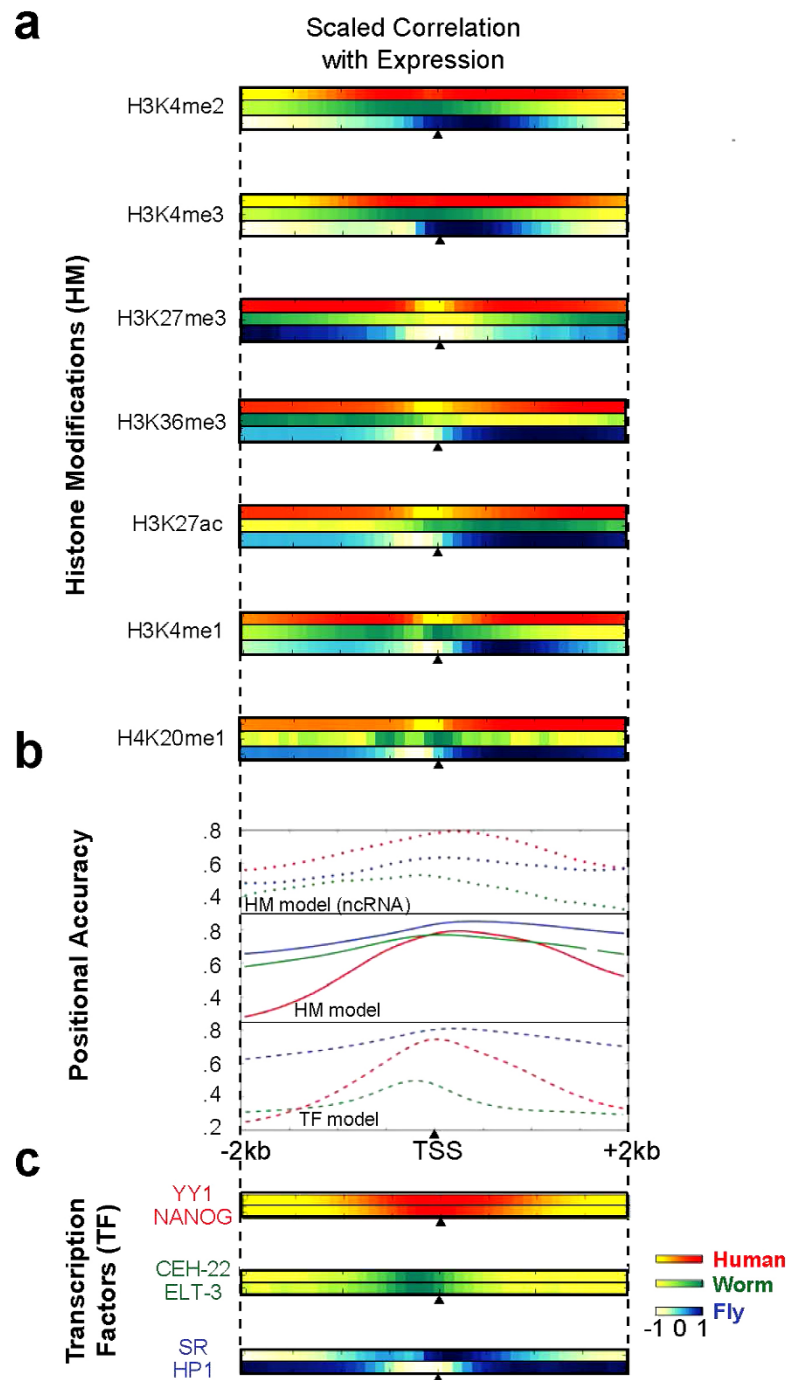 a
Scaled Correlation
with Expression
Histone Modifications (HM)
H3K4me2
H3K4me3
H3K27me3
H3K36me3
H3K27ac
H3K4me1
H4K20me1
b
Positional Accuracy
.8
.6
.4
HM model (ncRNA)
.8
.6
.4
HM model
.8
.6
.4
.2
TF model
-2kb TSS +2kb
c
Transcription
Factors (TF)
YY1
NANOG
CEH-22
ELT-3
SR
HP1
Human
Worm
Fly
-1 0 1